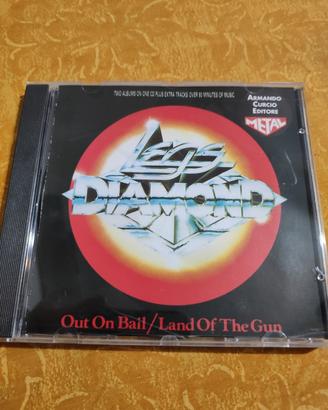 TWO ALBUMS ON ONE CD PLUS EXTRA TRACKS OVER 80 MINUTES OF MUSIC
ARMANDO
CURCIO
EDITORE
METAL
Legs
DIAMOND
Out On Bail/Land Of The Gun